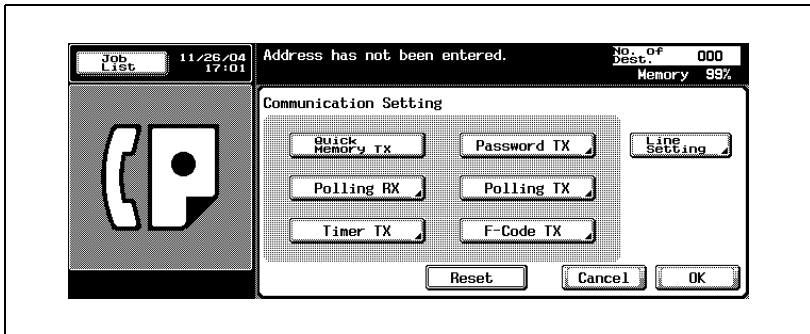 Job
List
11/26/04
17:01
Address has not been entered.
No. of
Dest.
000
Memory 99%
Communication Setting
Quick
Memory TX
Password TX
Line
Setting
Polling RX
Polling TX
Timer TX
F-Code TX
Reset
Cancel
OK